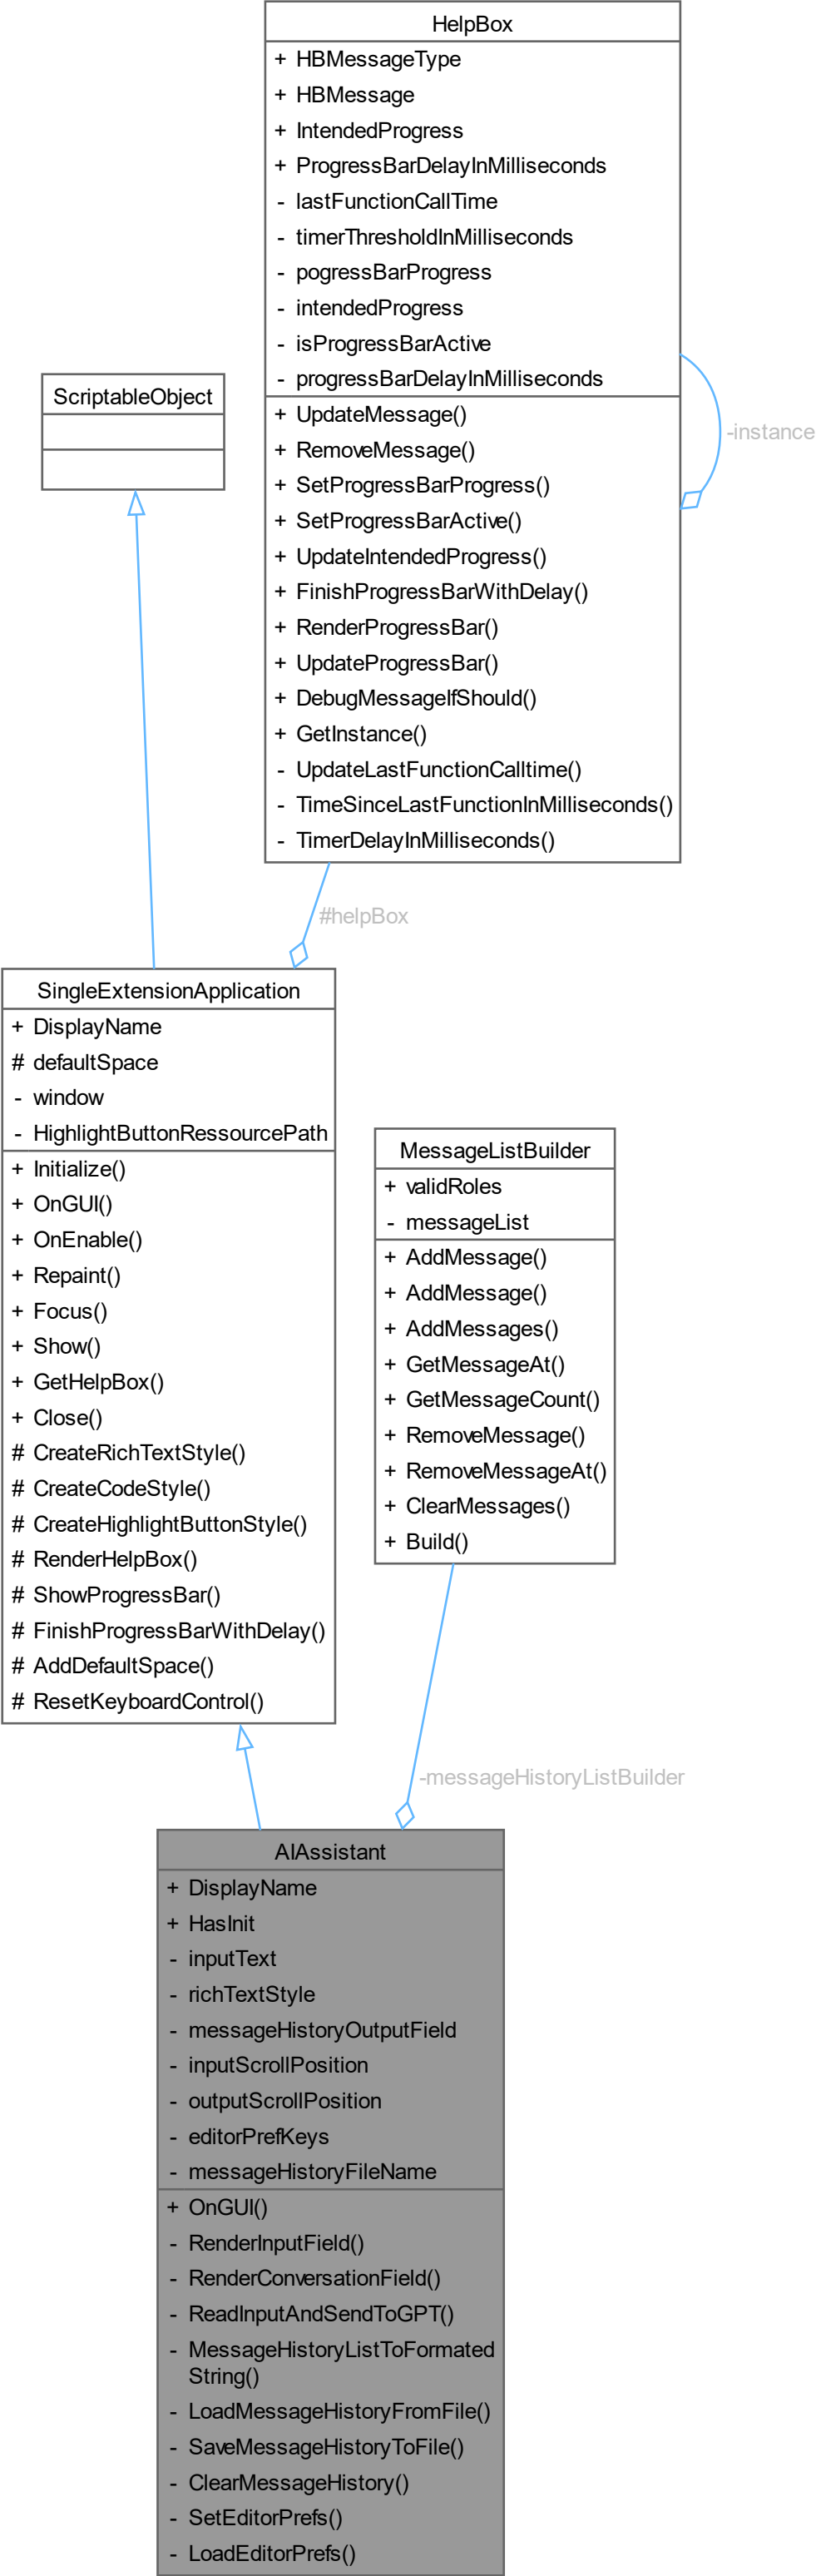 HelpBox
+ HBMessageType
+ HBMessage
+ IntendedProgress
+ ProgressBarDelayInMilliseconds
- lastFunctionCallTime
- timerThresholdInMilliseconds
- pogressBarProgress
- intendedProgress
- isProgressBarActive
- progressBarDelayInMilliseconds
+ UpdateMessage()
+ RemoveMessage()
+ SetProgressBarProgress()
+ SetProgressBarActive()
+ UpdateIntendedProgress()
+ FinishProgressBarWithDelay()
+ RenderProgressBar()
+ UpdateProgressBar()
+ DebugMessageIfShould()
+ GetInstance()
- UpdateLastFunctionCalltime()
- TimeSinceLastFunctionInMilliseconds()
- TimerDelayInMilliseconds()
-instance
ScriptableObject
#helpBox
SingleExtensionApplication
+ DisplayName
# defaultSpace
- window
- HighlightButtonRessourcePath
+ Initialize()
+ OnGUI()
+ OnEnable()
+ Repaint()
+ Focus()
+ Show()
+ GetHelpBox()
+ Close()
# CreateRichTextStyle()
# CreateCodeStyle()
# CreateHighlightButtonStyle()
# RenderHelpBox()
# ShowProgressBar()
# FinishProgressBarWithDelay()
# AddDefaultSpace()
# ResetKeyboardControl()
MessageListBuilder
+ validRoles
- messageList
+ AddMessage()
+ AddMessage()
+ AddMessages()
+ GetMessageAt()
+ GetMessageCount()
+ RemoveMessage()
+ RemoveMessageAt()
+ ClearMessages()
+ Build()
-messageHistoryListBuilder
AIAssistant
+ DisplayName
+ HasInit
- inputText
- richTextStyle
- messageHistoryOutputField
- inputScrollPosition
- outputScrollPosition
- editorPrefKeys
- messageHistoryFileName
+ OnGUI()
- RenderInputField()
- RenderConversationField()
- ReadInputAndSendToGPT()
- MessageHistoryListToFormated
String()
- LoadMessageHistoryFromFile()
- SaveMessageHistoryToFile()
- ClearMessageHistory()
- SetEditorPrefs()
- LoadEditorPrefs()